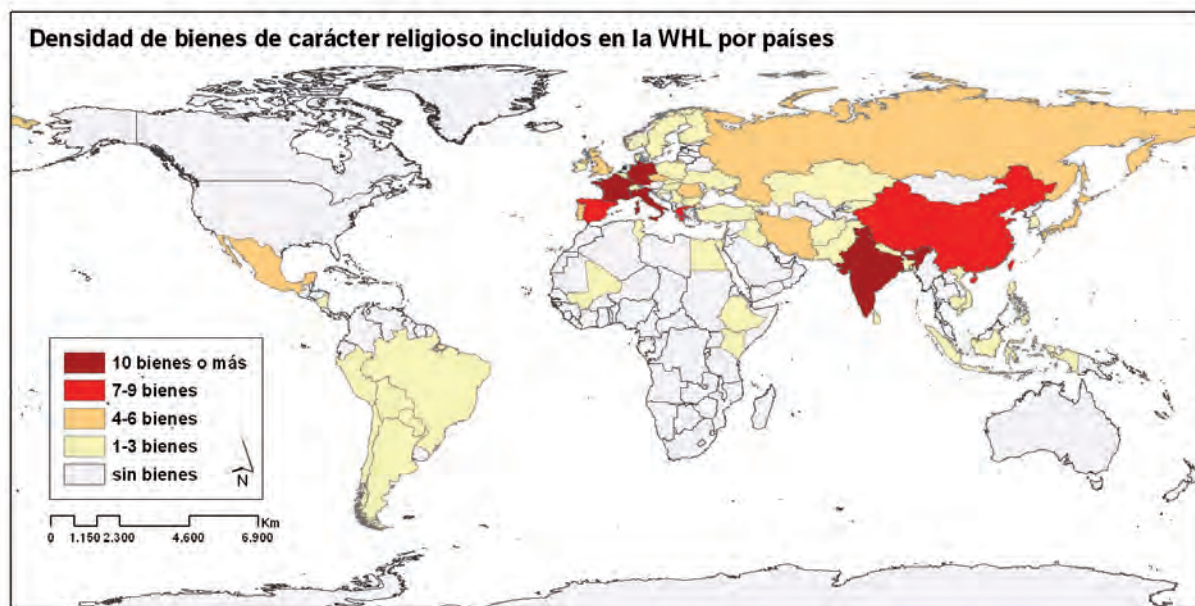 Densidad de bienes de carácter religioso incluidos en la WHL por países
10 bienes o más
7-9 bienes
4-6 bienes
1-3 bienes
sin bienes
N
Km
0 1.150 2.300 4.600 6.900